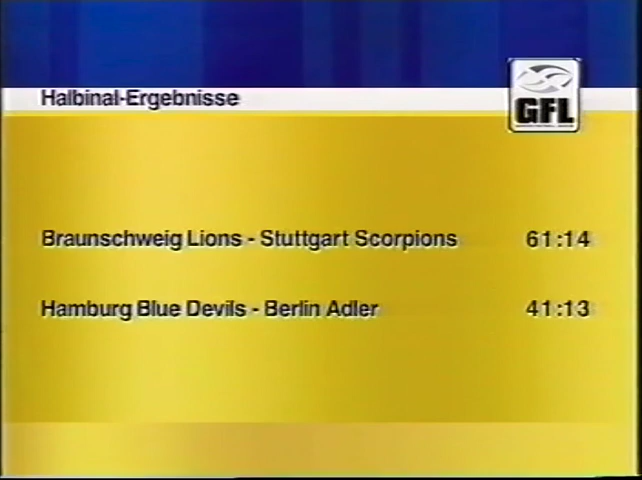 Halbinal-Ergebnisse
GFL
Braunschweig Lions - Stuttgart Scorpions 61:14
Hamburg Blue Devils - Berlin Adler 41:13